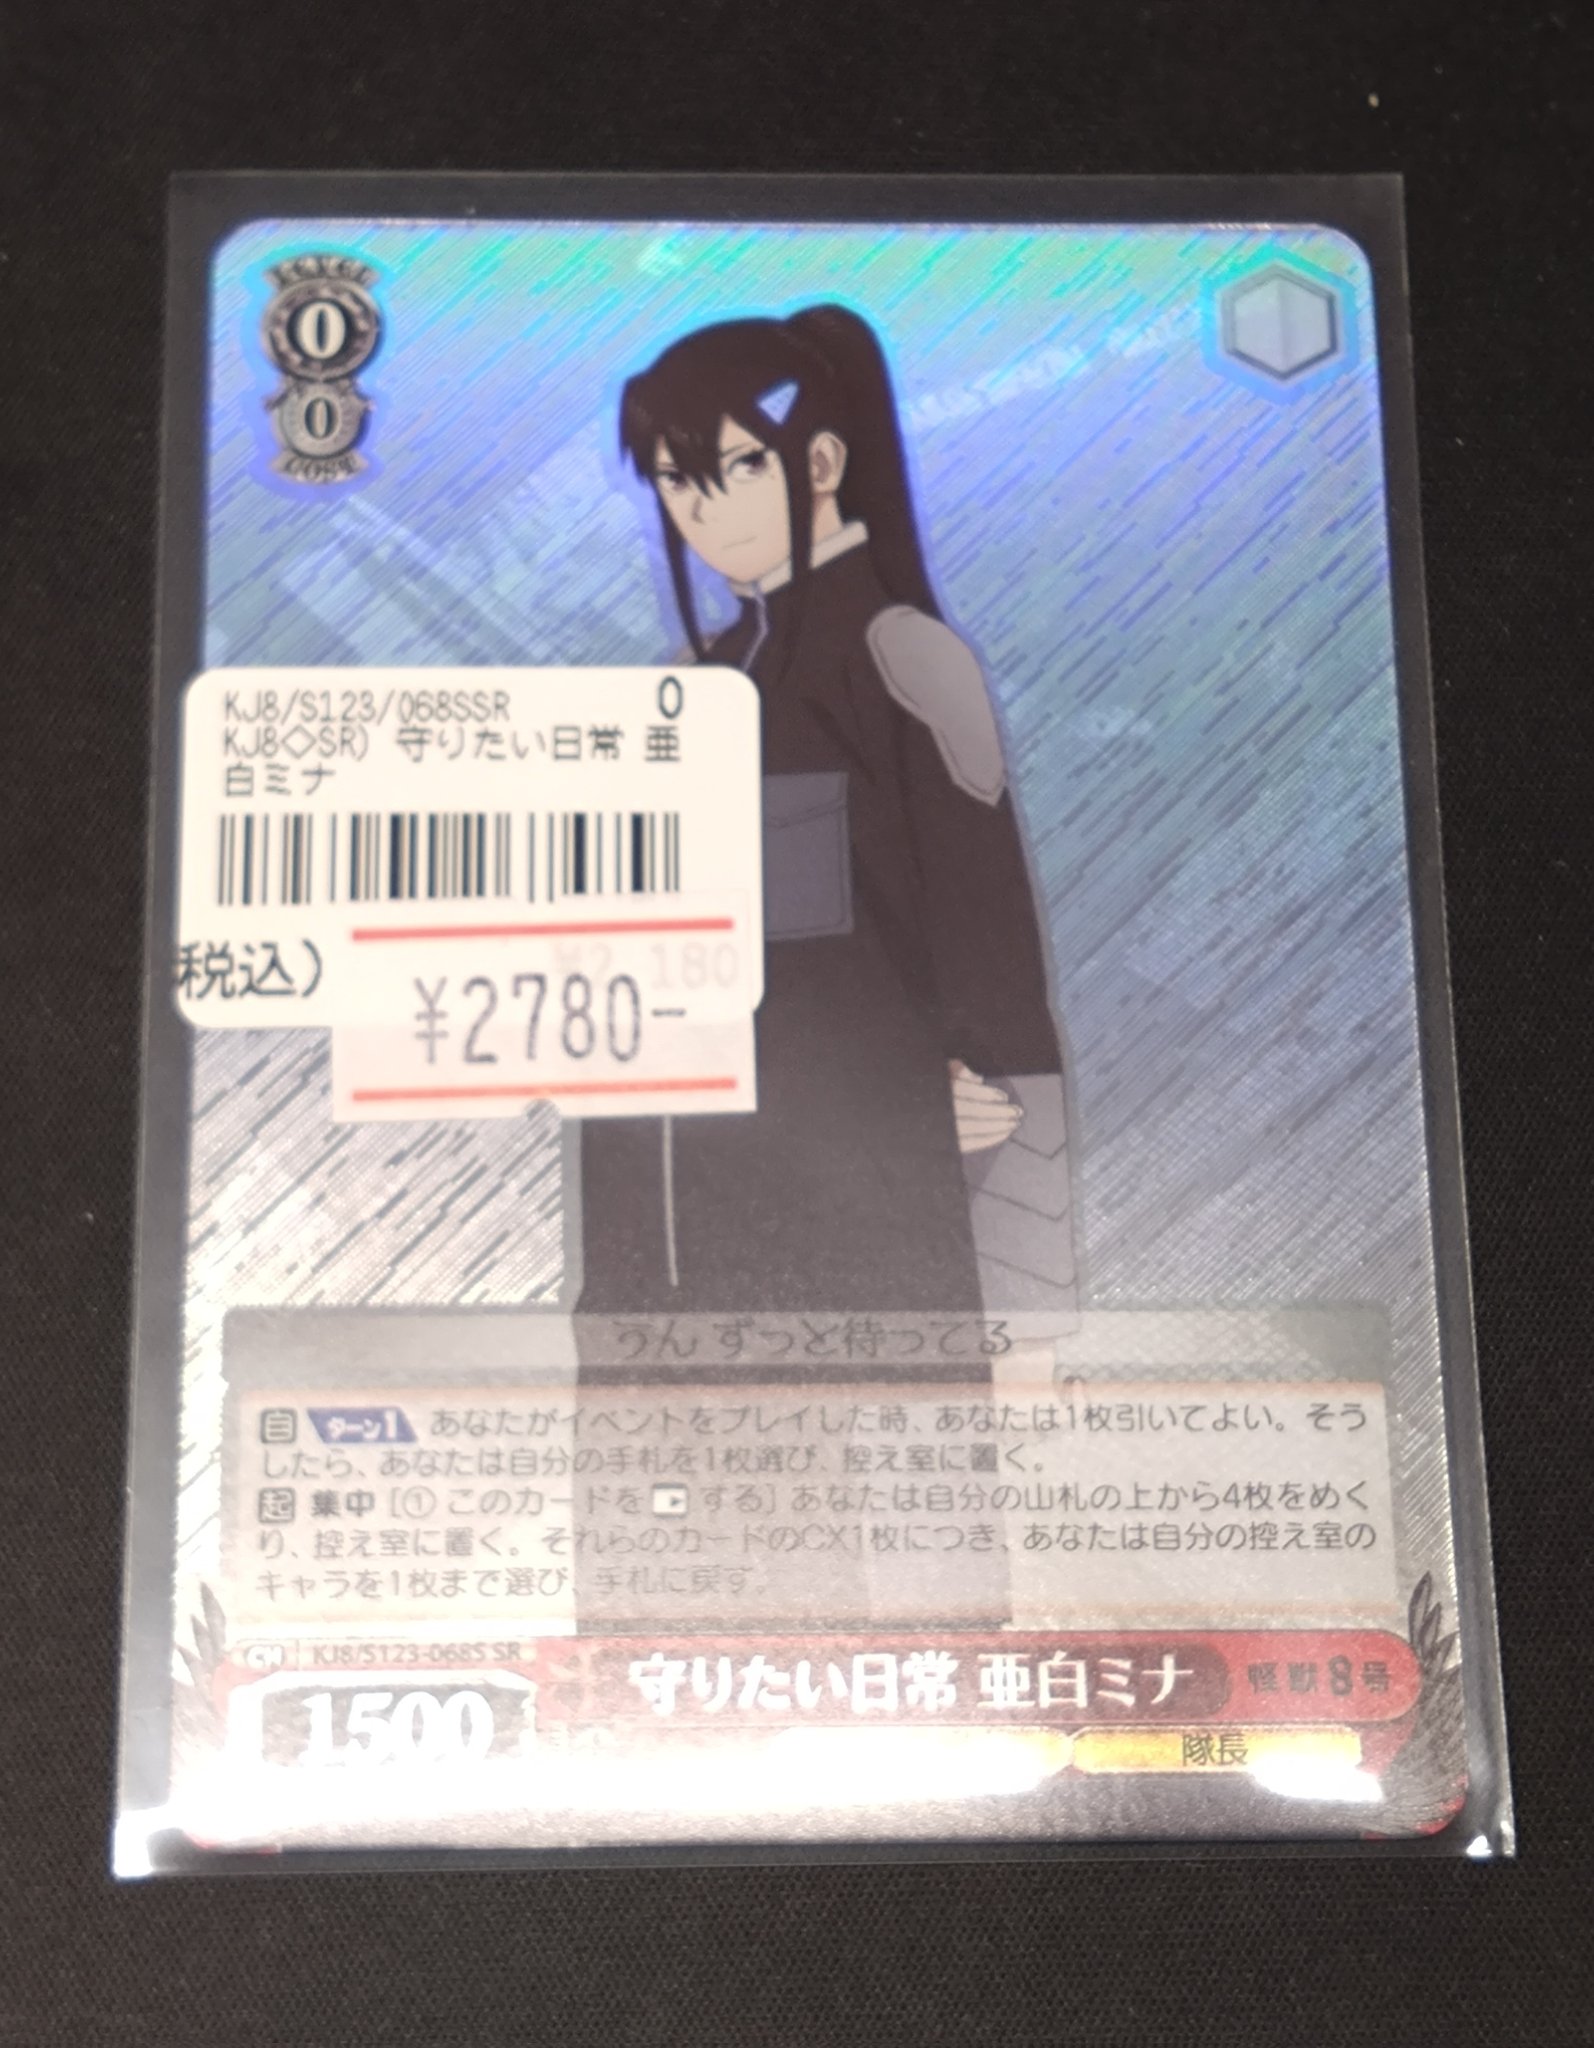 LEVEL
0
0
COST
KJ8/S123/068SSR 0
KJ8◇SR) 守りたい日常 亜
白ミナ
税込)
180
¥2780-
うん ずっと待ってる
自 ターン1 あなたがイベントをプレイした時、あなたは1枚引いてよい。そう
したら、あなたは自分の手札を1枚選び、控え室に置く。
起 集中 [① このカードを する] あなたは自分の山札の上から4枚をめく
り、控え室に置く。それらのカードのCX1枚につき、あなたは自分の控え室の
キャラを1枚まで選び、手札に戻す。
CH KJ8/S123-068S SR
1500
守りたい日常 亜白ミナ
怪獣8号
隊長